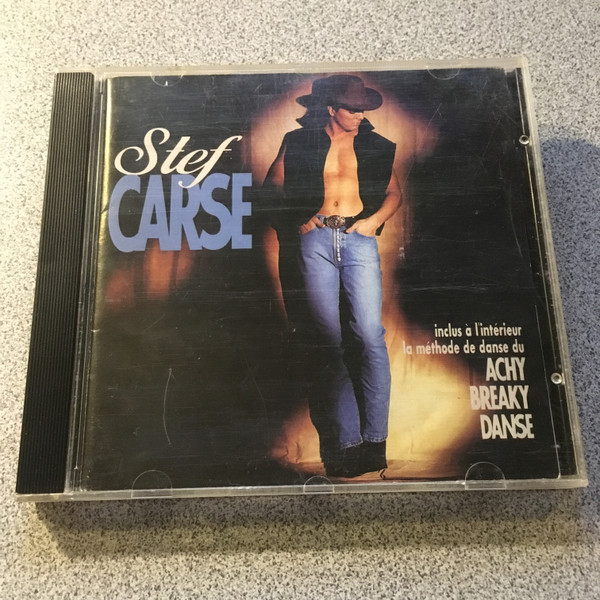 Stef
CARSE
inclus à l'intérieur
la méthode de danse du
ACHY
BREAKY
DANSE